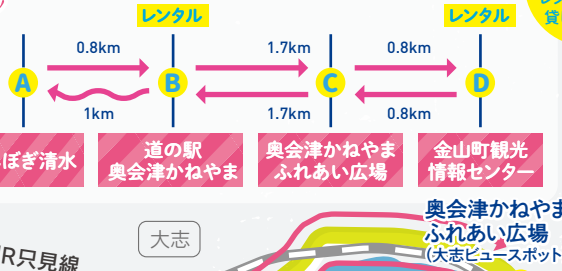 レンタル
レンタル
貸
0.8km
1.7km
0.8km
A
B
C
D
1km
1.7km
0.8km
ぼぎ清水
道の駅
奥会津かねやま
奥会津かねやま
ふれあい広場
金山町観光
情報センター
大志
JR只見線
奥会津かねやま
ふれあい広場
(大志ビュースポット